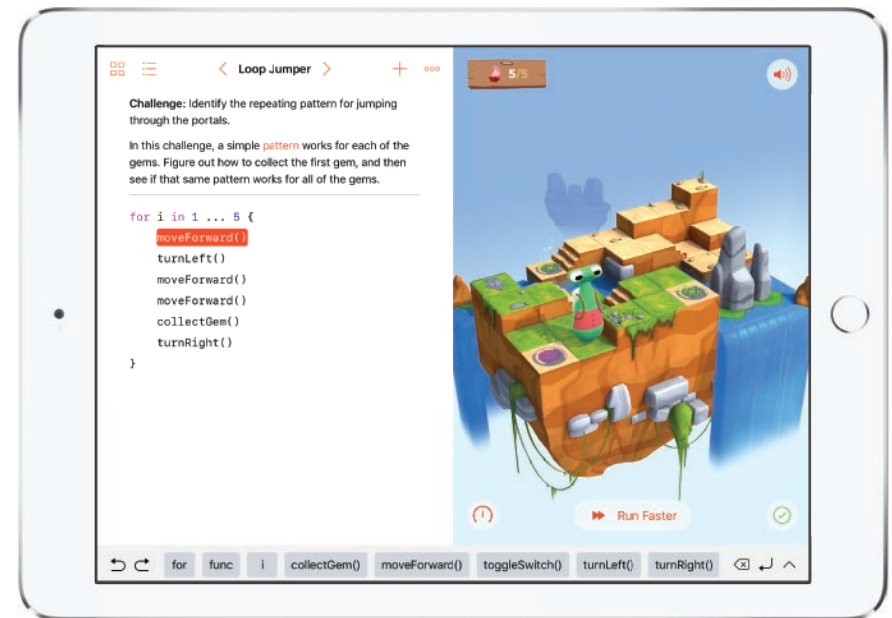 Loop Jumper
5/5
Challenge: Identify the repeating pattern for jumping
through the portals.
In this challenge, a simple pattern works for each of the
gems. Figure out how to collect the first gem, and then
see if that same pattern works for all of the gems.
for i in 1 ... 5 {
moveForward()
turnLeft()
moveForward()
moveForward()
collectGem()
turnRight()
}
Run Faster
for func i collectGem() moveForward() toggleSwitch() turnLeft() turnRight()